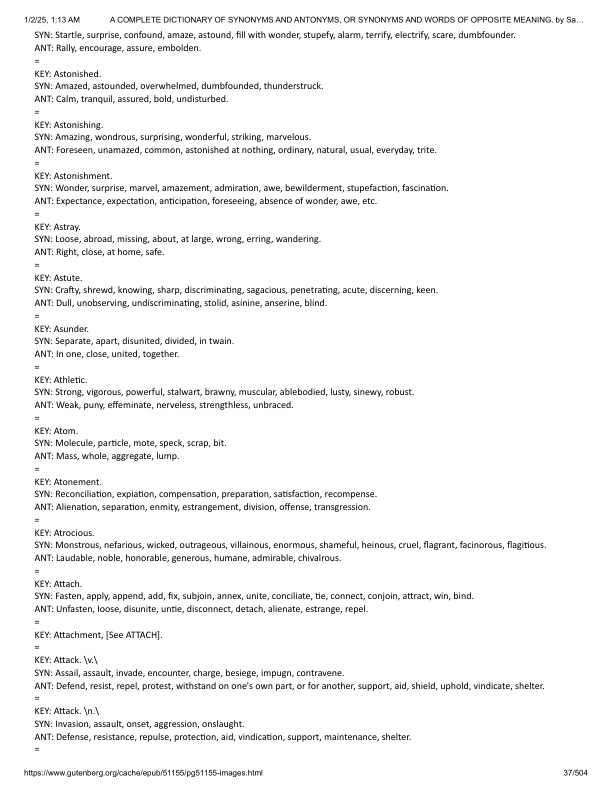 1/2/25, 1:13 AM A COMPLETE DICTIONARY OF SYNONYMS AND ANTONYMS, OR SYNONYMS AND WORDS OF OPPOSITE MEANING. by Sa…
SYN: Startle, surprise, confound, amaze, astound, fill with wonder, stupefy, alarm, terrify, electrify, scare, dumbfounder.
ANT: Rally, encourage, assure, embolden.
=
KEY: Astonished.
SYN: Amazed, astounded, overwhelmed, dumbfounded, thunderstruck.
ANT: Calm, tranquil, assured, bold, undisturbed.
=
KEY: Astonishing.
SYN: Amazing, wondrous, surprising, wonderful, striking, marvelous.
ANT: Foreseen, unamazed, common, astonished at nothing, ordinary, natural, usual, everyday, trite.
=
KEY: Astonishment.
SYN: Wonder, surprise, marvel, amazement, admiration, awe, bewilderment, stupefaction, fascination.
ANT: Expectance, expectation, anticipation, foreseeing, absence of wonder, awe, etc.
=
KEY: Astray.
SYN: Loose, abroad, missing, about, at large, wrong, erring, wandering.
ANT: Right, close, at home, safe.
=
KEY: Astute.
SYN: Crafty, shrewd, knowing, sharp, discriminating, sagacious, penetrating, acute, discerning, keen.
ANT: Dull, unobserving, undiscriminating, stolid, asinine, anserine, blind.
=
KEY: Asunder.
SYN: Separate, apart, disunited, divided, in twain.
ANT: In one, close, united, together.
=
KEY: Athletic.
SYN: Strong, vigorous, powerful, stalwart, brawny, muscular, ablebodied, lusty, sinewy, robust.
ANT: Weak, puny, effeminate, nerveless, strengthless, unbraced.
=
KEY: Atom.
SYN: Molecule, particle, mote, speck, scrap, bit.
ANT: Mass, whole, aggregate, lump.
=
KEY: Atonement.
SYN: Reconciliation, expiation, compensation, preparation, satisfaction, recompense.
ANT: Alienation, separation, enmity, estrangement, division, offense, transgression.
=
KEY: Atrocious.
SYN: Monstrous, nefarious, wicked, outrageous, villainous, enormous, shameful, heinous, cruel, flagrant, facinorous, flagitious.
ANT: Laudable, noble, honorable, generous, humane, admirable, chivalrous.
=
KEY: Attach.
SYN: Fasten, apply, append, add, fix, subjoin, annex, unite, conciliate, tie, connect, conjoin, attract, win, bind.
ANT: Unfasten, loose, disunite, untie, disconnect, detach, alienate, estrange, repel.
=
KEY: Attachment, [See ATTACH].
=
KEY: Attack. \v.\
SYN: Assail, assault, invade, encounter, charge, besiege, impugn, contravene.
ANT: Defend, resist, repel, protest, withstand on one's own part, or for another, support, aid, shield, uphold, vindicate, shelter.
=
KEY: Attack. \n.\
SYN: Invasion, assault, onset, aggression, onslaught.
ANT: Defense, resistance, repulse, protection, aid, vindication, support, maintenance, shelter.
=
https://www.gutenberg.org/cache/epub/51155/pg51155-images.html 37/504